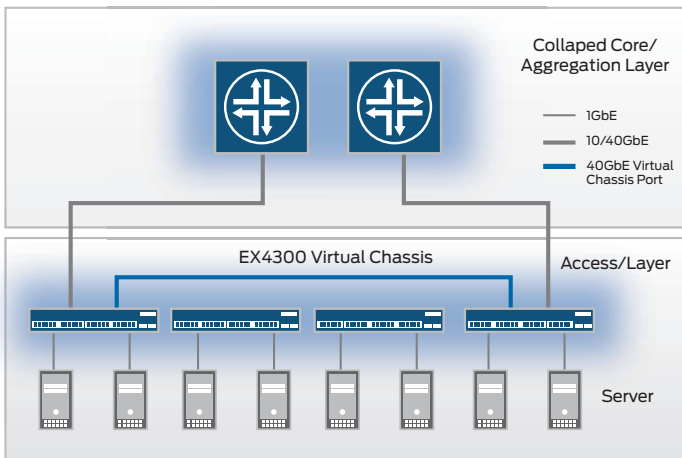 Collaped Core/
Aggregation Layer
1GbE
10/40GbE
40GbE Virtual
Chassis Port
EX4300 Virtual Chassis
Access/Layer
Server